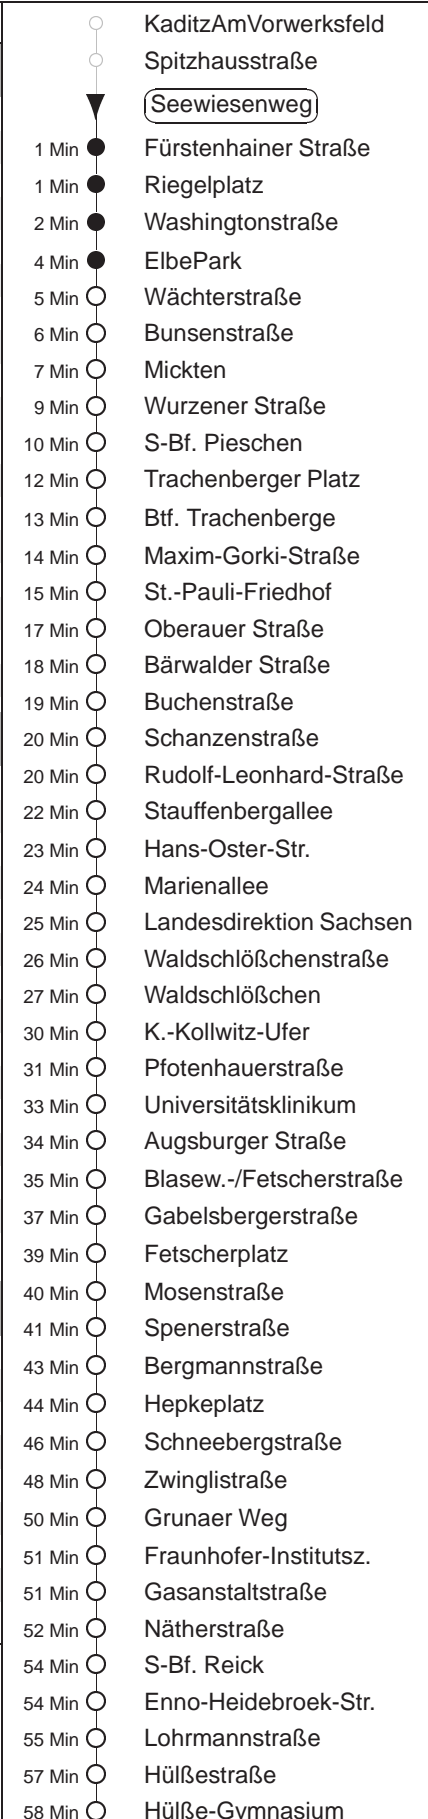 KaditzAmVorwerksfeld
Spitzhausstraße
Seewiesenweg
1 Min Fürstenhainer Straße
1 Min Riegelplatz
2 Min Washingtonstraße
4 Min ElbePark
5 Min Wächterstraße
6 Min Bunsenstraße
7 Min Mickten
9 Min Wurzener Straße
10 Min S-Bf. Pieschen
12 Min Trachenberger Platz
13 Min Btf. Trachenberge
14 Min Maxim-Gorki-Straße
15 Min St.-Pauli-Friedhof
17 Min Oberauer Straße
18 Min Bärwalder Straße
19 Min Buchenstraße
20 Min Schanzenstraße
20 Min Rudolf-Leonhard-Straße
22 Min Stauffenbergallee
23 Min Hans-Oster-Str.
24 Min Marienallee
25 Min Landesdirektion Sachsen
26 Min Waldschlößchenstraße
27 Min Waldschlößchen
30 Min K.-Kollwitz-Ufer
31 Min Pfotenhauerstraße
33 Min Universitätsklinikum
34 Min Augsburger Straße
35 Min Blasew.-/Fetscherstraße
37 Min Gabelsbergerstraße
39 Min Fetscherplatz
40 Min Mosenstraße
41 Min Spenerstraße
43 Min Bergmannstraße
44 Min Hepkeplatz
46 Min Schneebergstraße
48 Min Zwinglistraße
50 Min Grunaer Weg
51 Min Fraunhofer-Institutsz.
51 Min Gasanstaltstraße
52 Min Nätherstraße
54 Min S-Bf. Reick
54 Min Enno-Heidebroek-Str.
55 Min Lohrmannstraße
57 Min Hülßestraße
58 Min Hülße-Gymnasium